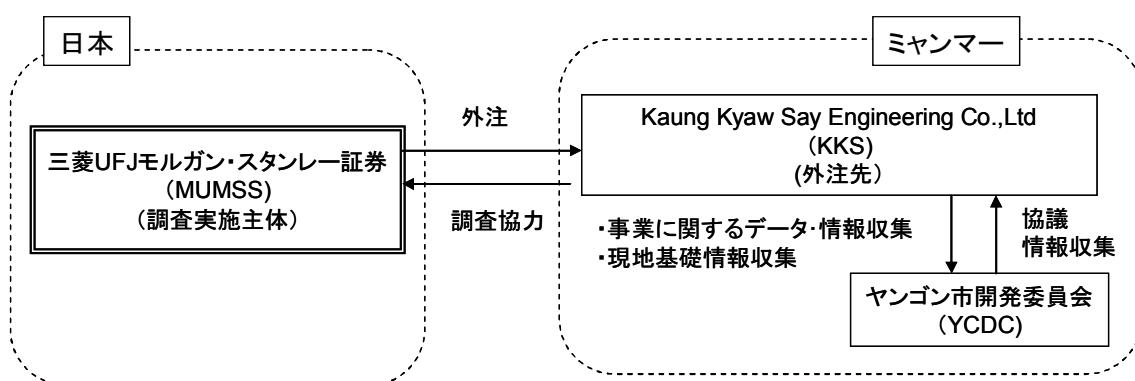 日本
ミャンマー
三菱UFJモルガン・スタンレー証券
（MUMSS)
（調査実施主体）
外注
調査協力
Kaung Kyaw Say Engineering Co.,Ltd
（KKS)
(外注先）
・事業に関するデータ・情報収集
・現地基礎情報収集
協議
情報収集
ヤンゴン市開発委員会
（YCDC)